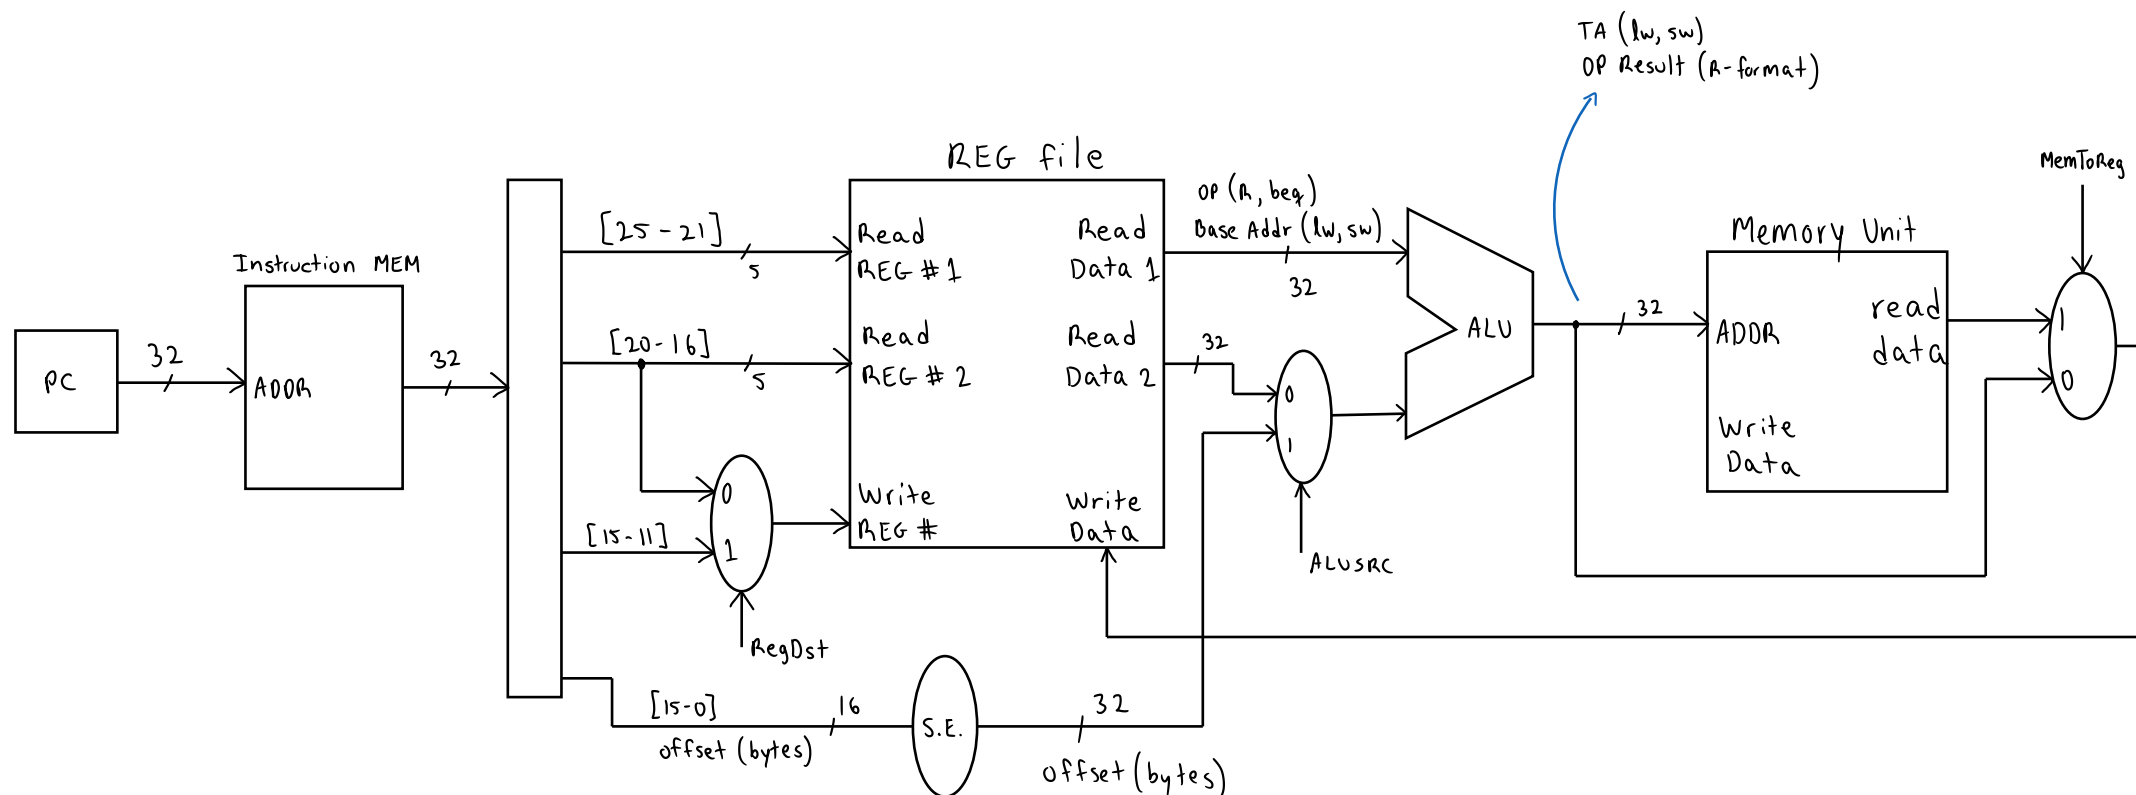 TA (lw, sw)
OP Result (R-format)
REG file
MemToReg
Instruction MEM
PC
32
ADDR
32
[25-21]
5
[20-16]
5
[15-11]
0
1
RegDst
[15-0]
16
offset (bytes)
S.E.
32
offset (bytes)
Read
REG # 1
Read
REG # 2
Write
REG #
Read
Data 1
Read
Data 2
Write
Data
OP (R, beq)
Base Addr (lw, sw)
32
32
0
1
ALUSRC
ALU
32
Memory Unit
ADDR
read
data
Write
Data
1
0